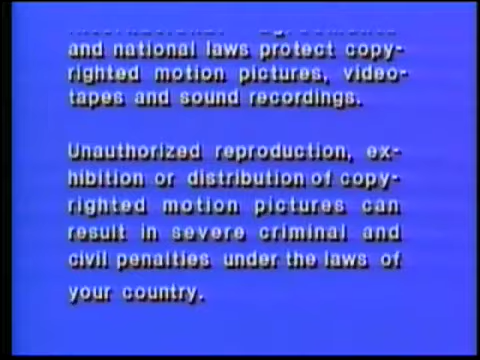 and national laws protect copy-
righted motion pictures, video-
tapes and sound recordings.
Unauthorized reproduction, ex-
hibition or distribution of copy-
righted motion pictures can
result in severe criminal and
civil penalties under the laws of
your country.